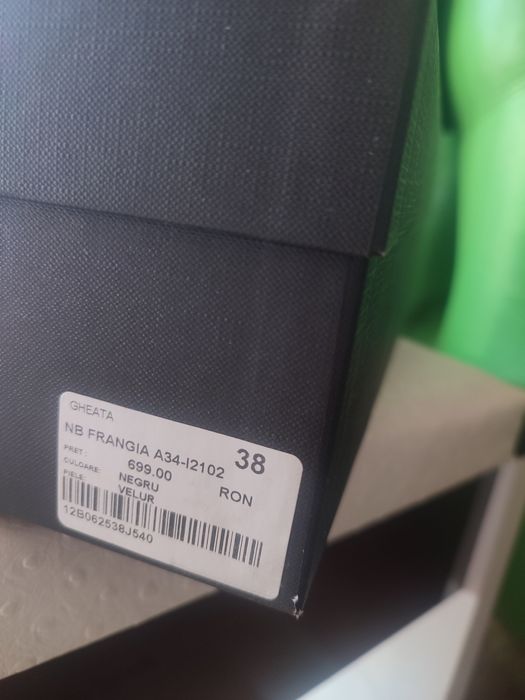 GHEATA
NB FRANGIA A34-I2102 38
PRET: 699.00 RON
CULOARE: NEGRU
PIELE: VELUR
12B062538J540